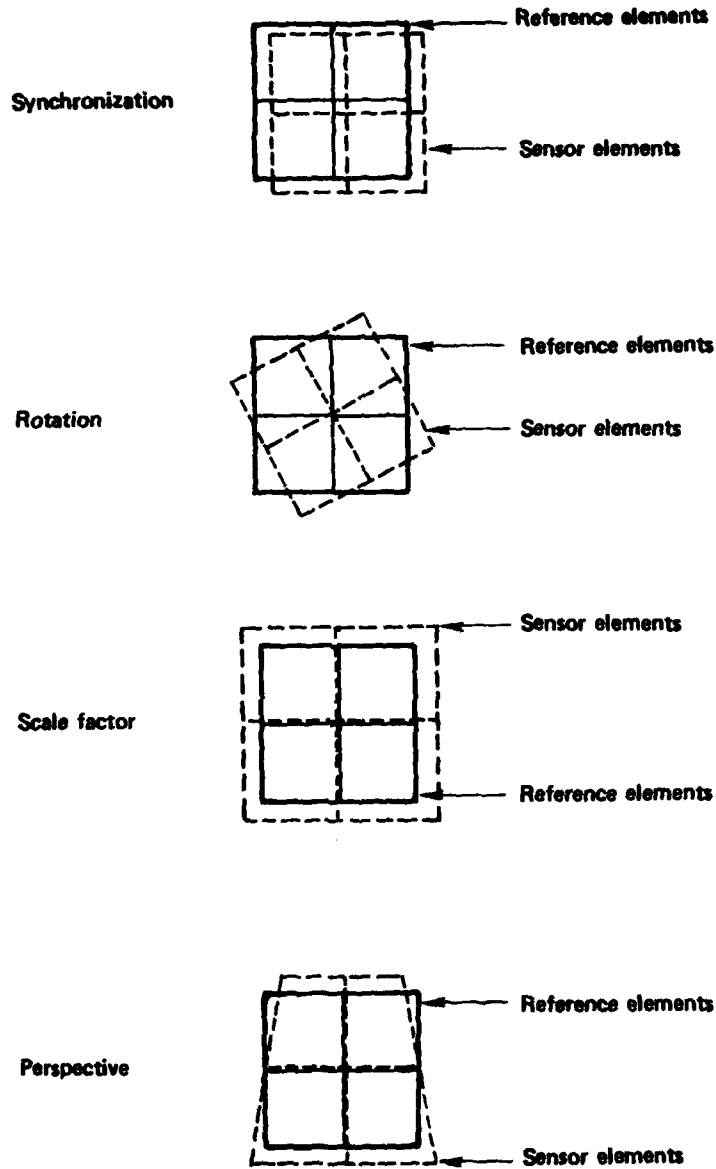 Reference elements
Synchronization
Sensor elements
Reference elements
Rotation
Sensor elements
Sensor elements
Scale factor
Reference elements
Reference elements
Perspective
Sensor elements